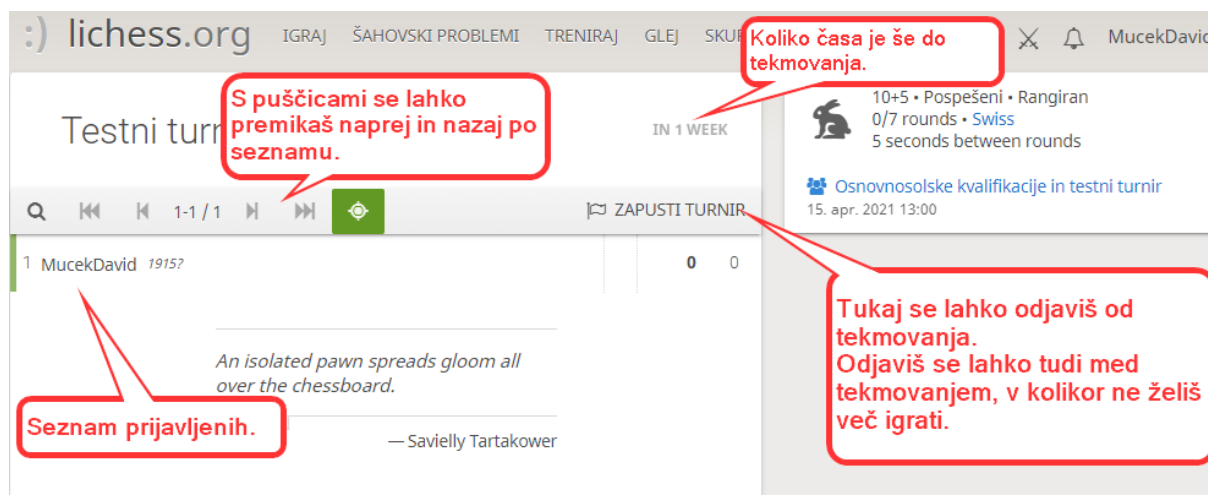 :) lichess.org IGRAJ ŠAHOVSKI PROBLEMI TRENIRAJ GLEJ MucekDavid
Koliko časa je še do
tekmovanja.
S puščicami se lahko
premikaš naprej in nazaj po
seznamu.
Testni
IN 1 WEEK
10+5 • Pospešeni • Rangiran
0/7 rounds • Swiss
5 seconds between rounds
Osnovnosolske kvalifikacije in testni turnir
15. apr. 2021 13:00
1-1 / 1 ZAPUSTI TURNIR
1 MucekDavid 1915? 0 0
Tukaj se lahko odjaviš od
tekmovanja.
Odjaviš se lahko tudi med
tekmovanjem, v kolikor ne želiš
več igrati.
An isolated pawn spreads gloom all
over the chessboard.
— Savielly Tartakower
Seznam prijavljenih.